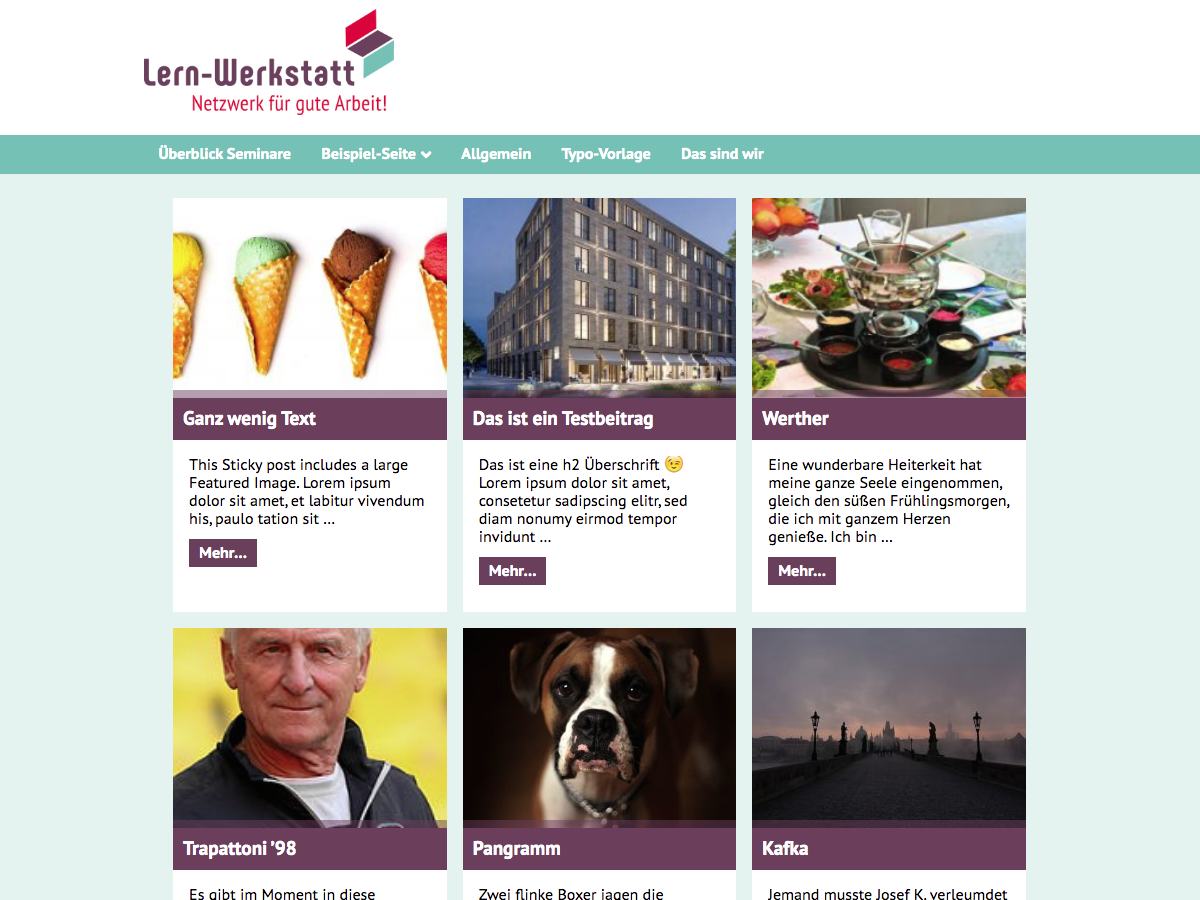 Lern-Werkstatt
Netzwerk für gute Arbeit!
Überblick Seminare Beispiel-Seite Allgemein Typo-Vorlage Das sind wir
Ganz wenig Text
This Sticky post includes a large
Featured Image. Lorem ipsum
dolor sit amet, et labitur vivendum
his, paulo tation sit ...
Mehr...
Das ist ein Testbeitrag
Das ist eine h2 Überschrift 😉
Lorem ipsum dolor sit amet,
consetetur sadipscing elitr, sed
diam nonumy eirmod tempor
invidunt ...
Mehr...
Werther
Eine wunderbare Heiterkeit hat
meine ganze Seele eingenommen,
gleich den süßen Frühlingsmorgen,
die ich mit ganzem Herzen
genieße. Ich bin ...
Mehr...
Trapattoni ’98
Es gibt im Moment in diese
Pangramm
Zwei flinke Boxer jagen die
Kafka
Jemand musste Josef K. verleumdet